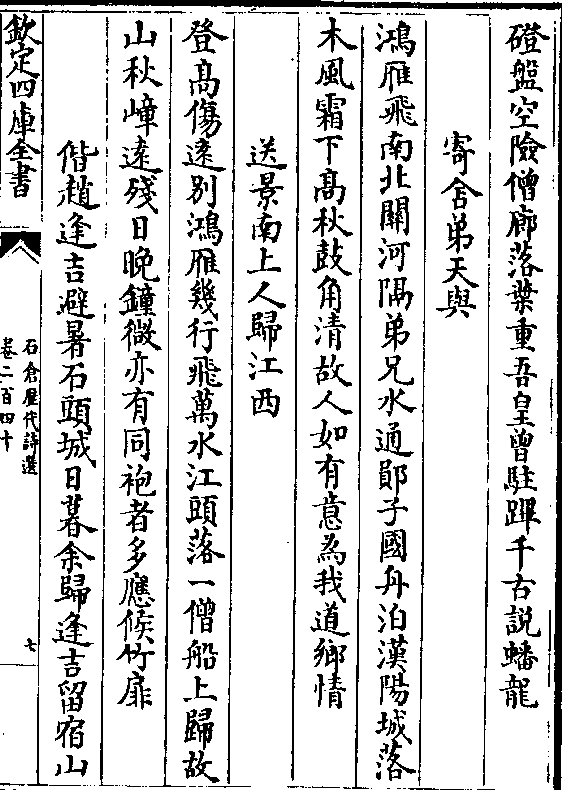 磴盤空險僧廊落葉重吾皇曾駐蹕千古説蟠龍
寄舍弟天與
鴻雁飛南北關河隔弟兄水通鄖子國舟泊漢陽城落
木風霜下髙秋鼓角清故人如有意為我道鄉情
送景南上人歸江西
登髙傷逺别鴻雁幾行飛萬水江頭落一僧船上歸故
山秋嶂逺殘日晚鐘微亦有同袍者多應候竹扉
偕趙逢吉避暑石頭城日暮余歸逢吉留宿山
欽定四庫全書
石倉歴代詩選
卷二百四十
七